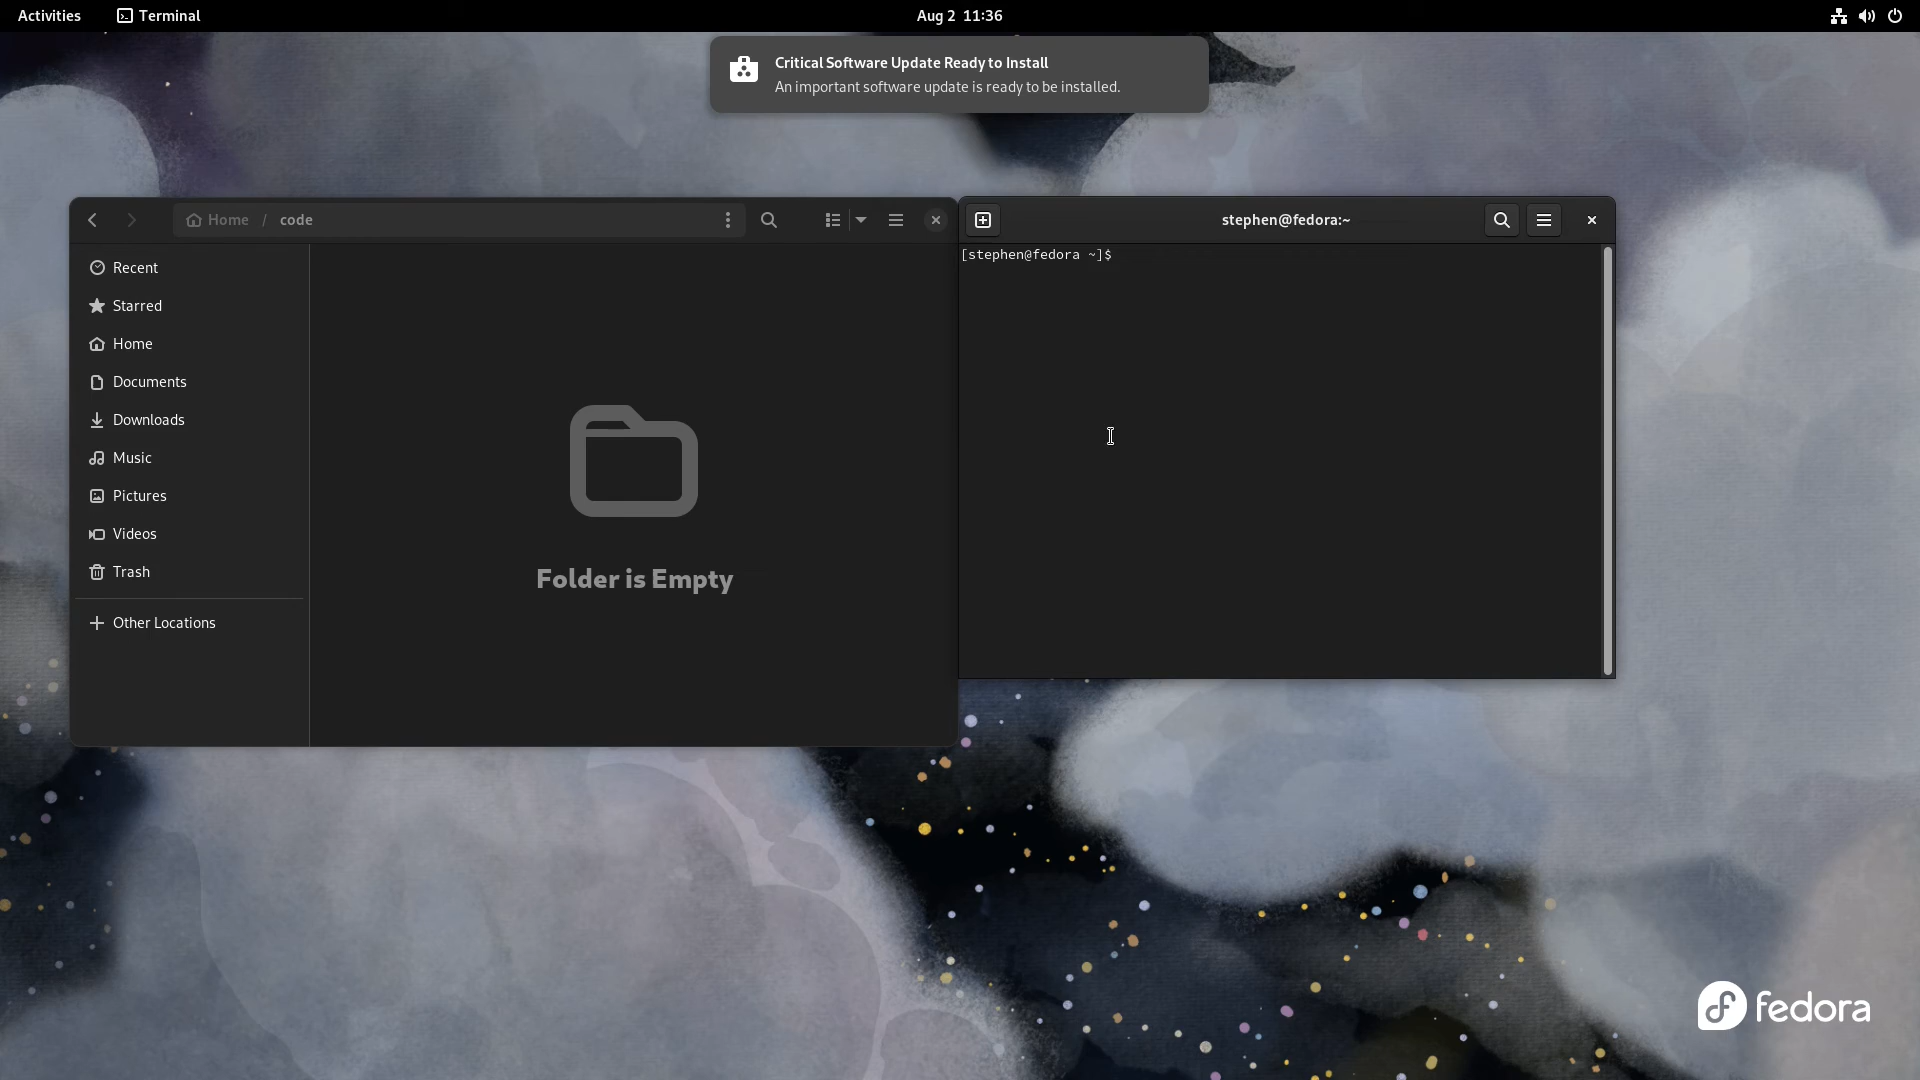 Activities
Terminal
Aug 2 11:36
Critical Software Update Ready to Install
An important software update is ready to be installed.
Home / code
Recent
Starred
Home
Documents
Downloads
Music
Pictures
Videos
Trash
Other Locations
Folder is Empty
stephen@fedora:~
[stephen@fedora ~]$
fedora